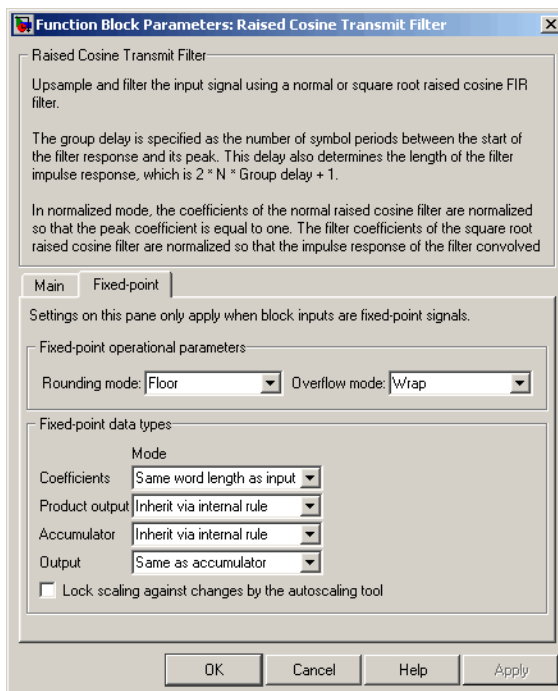 Function Block Parameters: Raised Cosine Transmit Filter
Raised Cosine Transmit Filter
Upsample and filter the input signal using a normal or square root raised cosine FIR
filter.
The group delay is specified as the number of symbol periods between the start of
the filter response and its peak. This delay also determines the length of the filter
impulse response, which is 2 * N * Group delay + 1.
In normalized mode, the coefficients of the normal raised cosine filter are normalized
so that the peak coefficient is equal to one. The filter coefficients of the square root
raised cosine filter are normalized so that the impulse response of the filter convolved
Main Fixed-point
Settings on this pane only apply when block inputs are fixed-point signals.
Fixed-point operational parameters
Rounding mode: Floor Overflow mode: Wrap
Fixed-point data types
Mode
Coefficients Same word length as input
Product output Inherit via internal rule
Accumulator Inherit via internal rule
Output Same as accumulator
Lock scaling against changes by the autoscaling tool
OK Cancel Help Apply